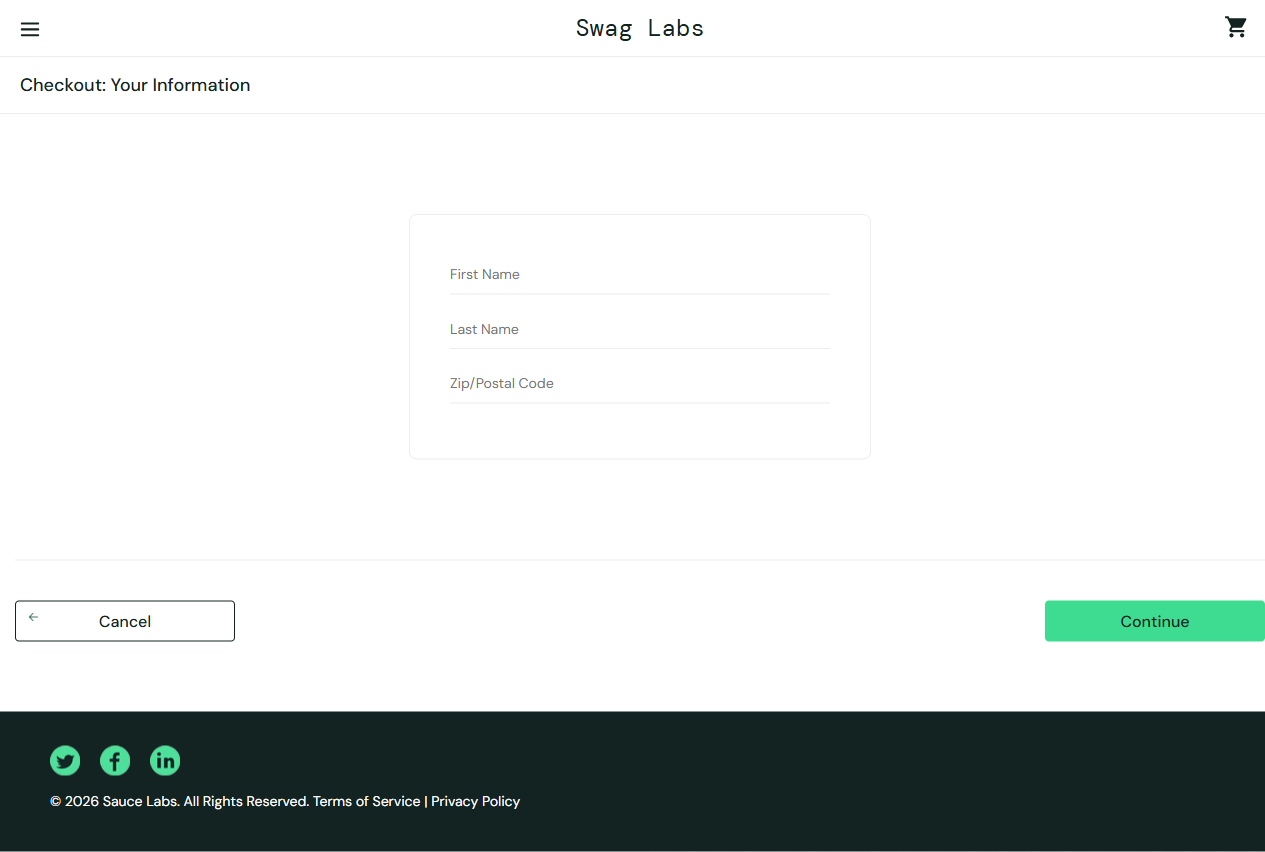 Swag Labs
Checkout: Your Information
First Name
Last Name
Zip/Postal Code
Cancel
Continue
© 2026 Sauce Labs. All Rights Reserved. Terms of Service | Privacy Policy